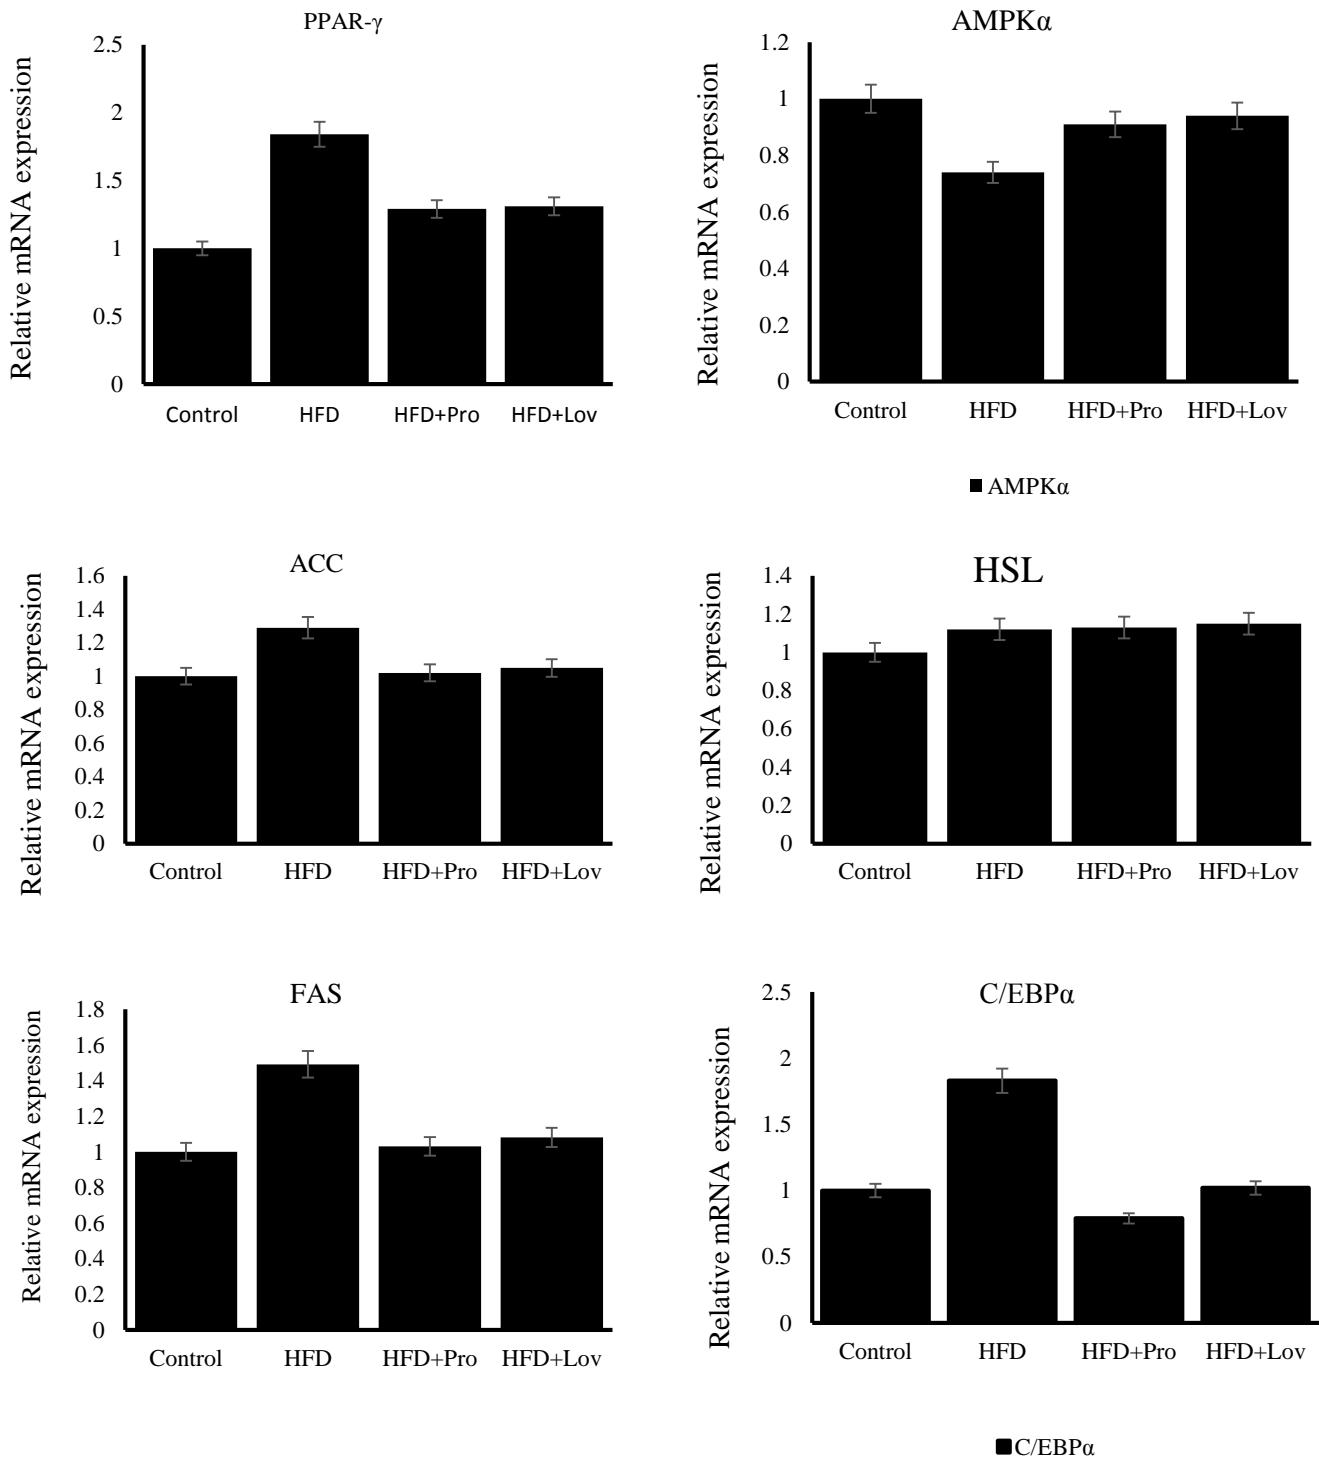 PPAR-γ
Relative mRNA expression
2.5
2
1.5
1
0.5
0
Control HFD HFD+Pro HFD+Lov
AMPKα
Relative mRNA expression
1.2
1
0.8
0.6
0.4
0.2
0
Control HFD HFD+Pro HFD+Lov
AMPKα
ACC
Relative mRNA expression
1.6
1.4
1.2
1
0.8
0.6
0.4
0.2
0
Control HFD HFD+Pro HFD+Lov
HSL
Relative mRNA expression
1.4
1.2
1
0.8
0.6
0.4
0.2
0
Control HFD HFD+Pro HFD+Lov
FAS
Relative mRNA expression
1.8
1.6
1.4
1.2
1
0.8
0.6
0.4
0.2
0
Control HFD HFD+Pro HFD+Lov
C/EBPα
Relative mRNA expression
2.5
2
1.5
1
0.5
0
Control HFD HFD+Pro HFD+Lov
C/EBPα